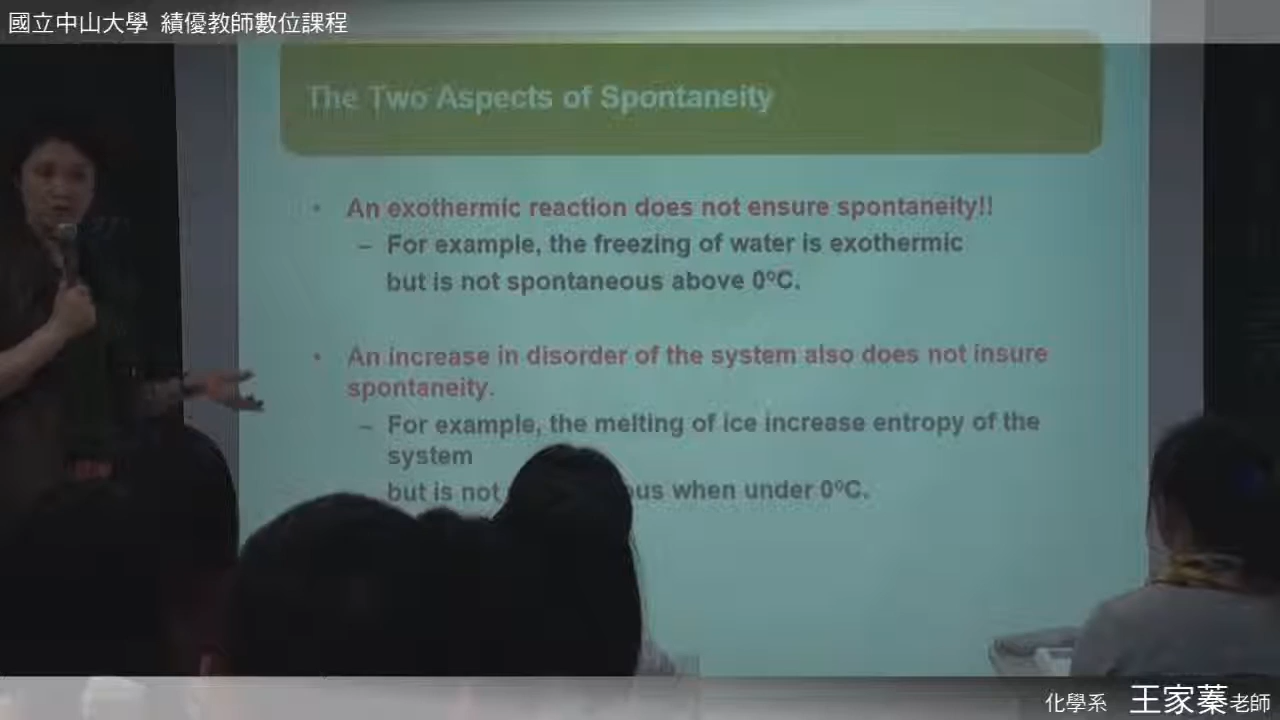 國立中山大學 績優教師數位課程
The Two Aspects of Spontaneity
• An exothermic reaction does not ensure spontaneity!!
– For example, the freezing of water is exothermic
but is not spontaneous above 0ºC.
• An increase in disorder of the system also does not insure
spontaneity.
– For example, the melting of ice increase entropy of the
system
but is not us when under 0ºC.
化學系 王家蓁老師